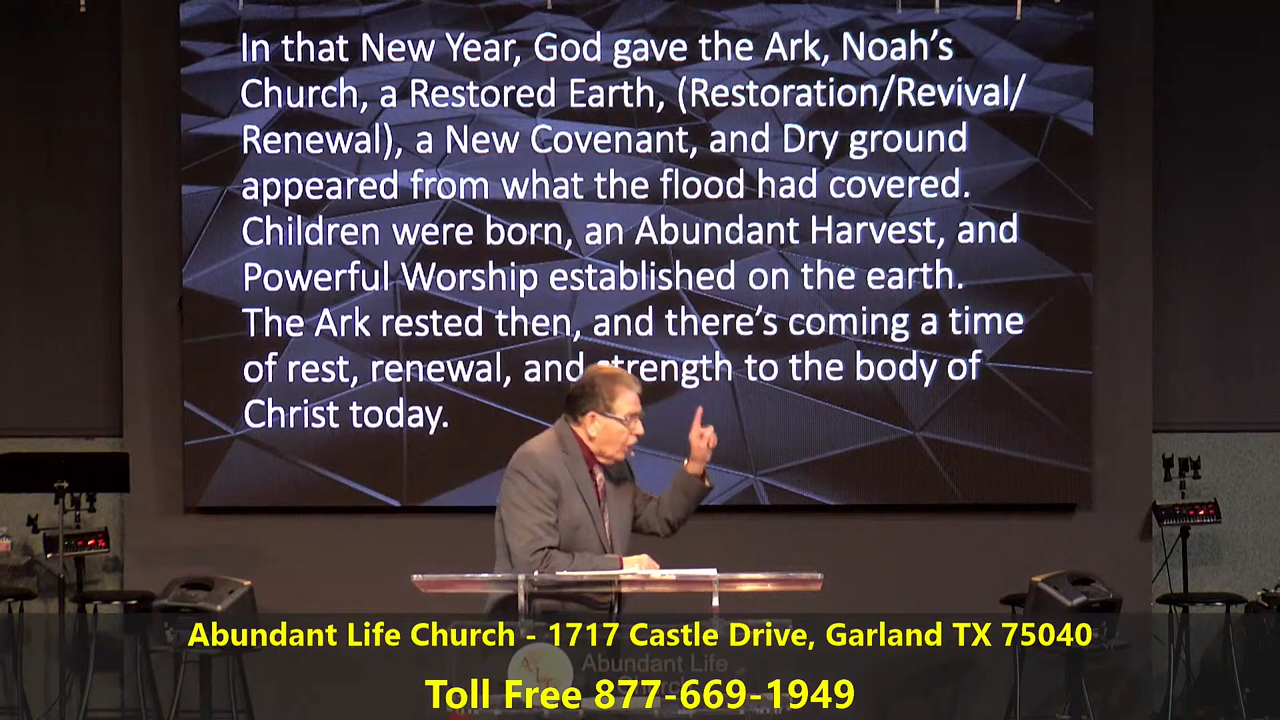 In that New Year, God gave the Ark, Noah’s
Church, a Restored Earth, (Restoration/Revival/
Renewal), a New Covenant, and Dry ground
appeared from what the flood had covered.
Children were born, an Abundant Harvest, and
Powerful Worship established on the earth.
The Ark rested then, and there’s coming a time
of rest, renewal, and strength to the body of
Christ today.
Abundant Life Church - 1717 Castle Drive, Garland TX 75040
Abundant Life
Toll Free 877-669-1949